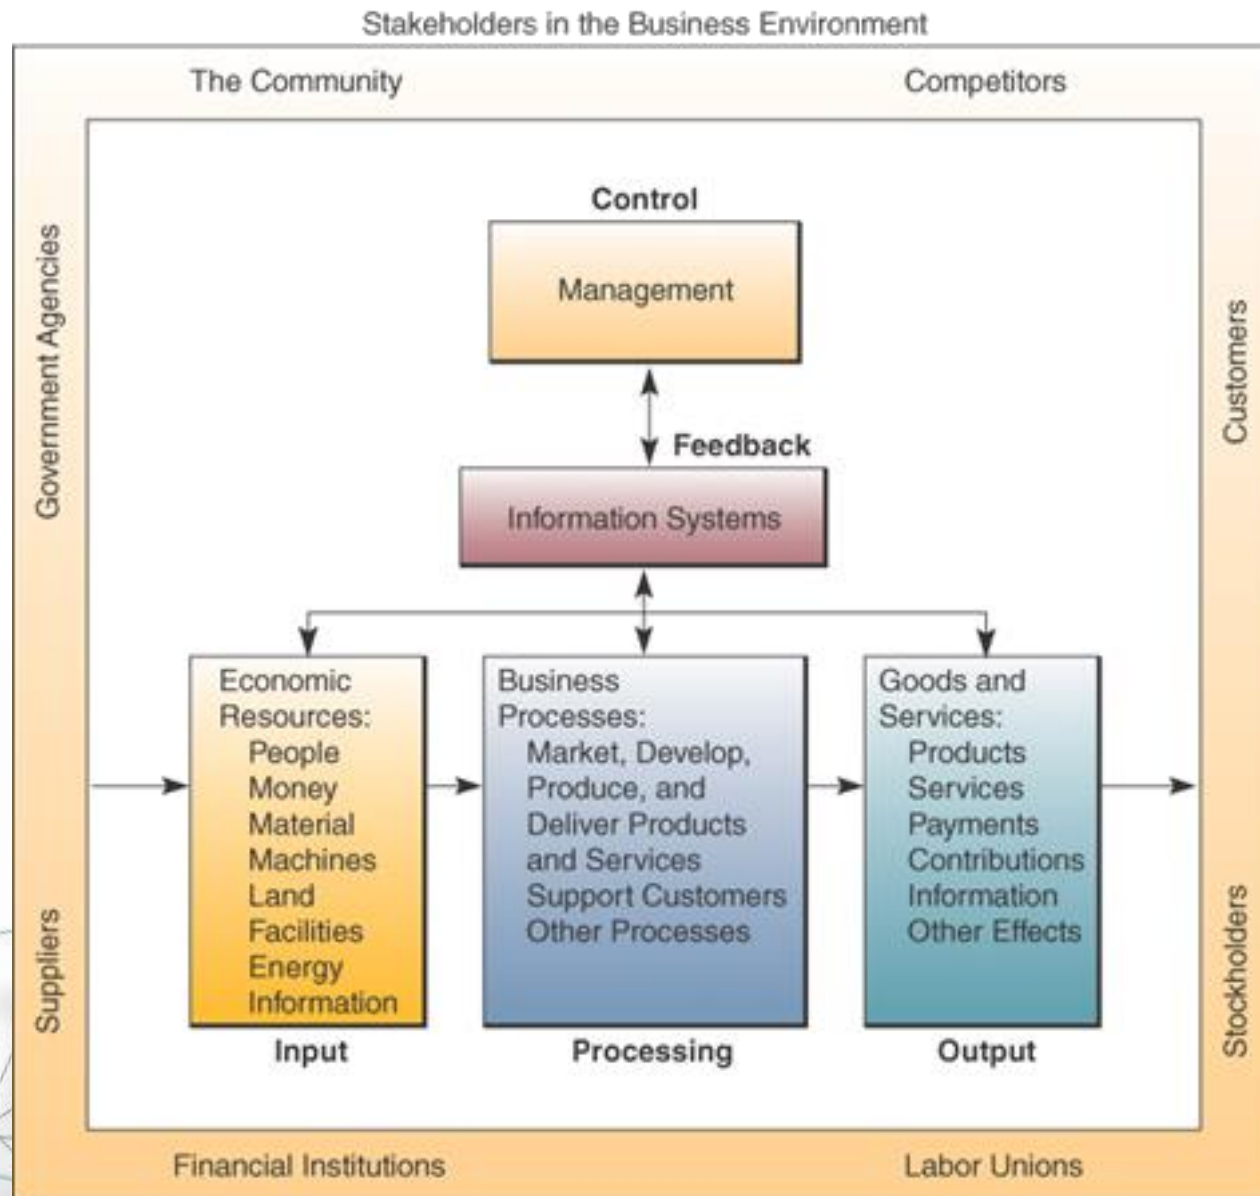 Stakeholders in the Business Environment
The Community
Competitors
Government Agencies
Suppliers
Control
Management
Feedback
Information Systems
Economic
Resources:
People
Money
Material
Machines
Land
Facilities
Energy
Information
Input
Business
Processes:
Market, Develop,
Produce, and
Deliver Products
and Services
Support Customers
Other Processes
Processing
Goods and
Services:
Products
Services
Payments
Contributions
Information
Other Effects
Output
Customers
Stockholders
Financial Institutions
Labor Unions